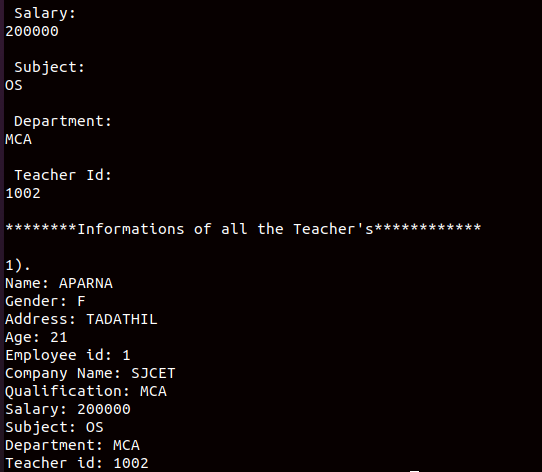 Salary:
200000
Subject:
OS
Department:
MCA
Teacher Id:
1002
********Informations of all the Teacher's************
1).
Name: APARNA
Gender: F
Address: TADATHIL
Age: 21
Employee id: 1
Company Name: SJCET
Qualification: MCA
Salary: 200000
Subject: OS
Department: MCA
Teacher id: 1002